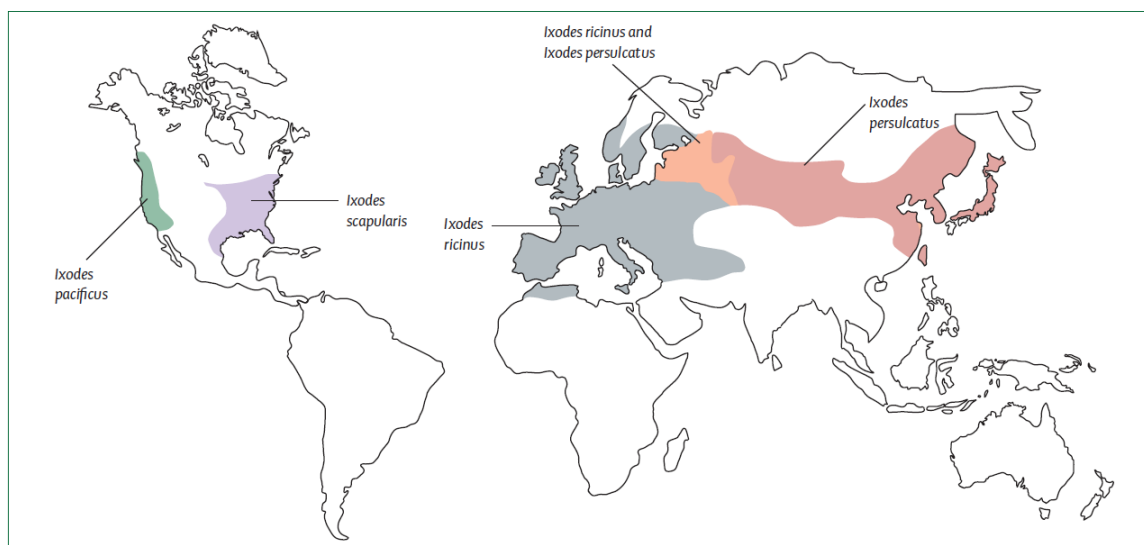 Ixodes ricinus and
Ixodes persulcatus
Ixodes
persulcatus
Ixodes
scapularis
Ixodes
ricinus
Ixodes
pacificus